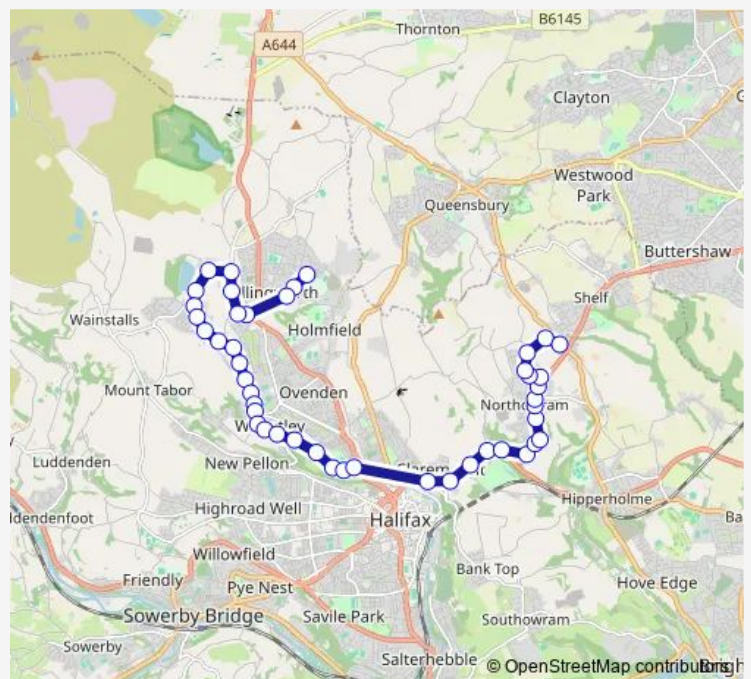 B6145
Thornton
A644
Clayton
Westwood
Park
Queensbury
Buttershaw
Shelf
Wainstalls
Holmfield
Mount Tabor
Ovenden
Luddenden
New Pellon
Highroad Well
Halifax
Hipperholme
Willowfield
Friendly
Pye Nest
Bank Top
Hove Edge
Sowerby Bridge
Savile Park
Southowram
Sowerby
Salterhebble
© OpenStreetMap contributors